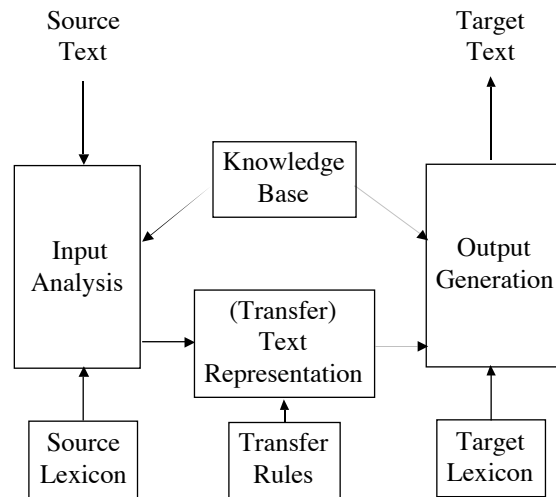 Source
Text
Target
Text
Knowledge
Base
Input
Analysis
Output
Generation
(Transfer)
Text
Representation
Source
Lexicon
Transfer
Rules
Target
Lexicon